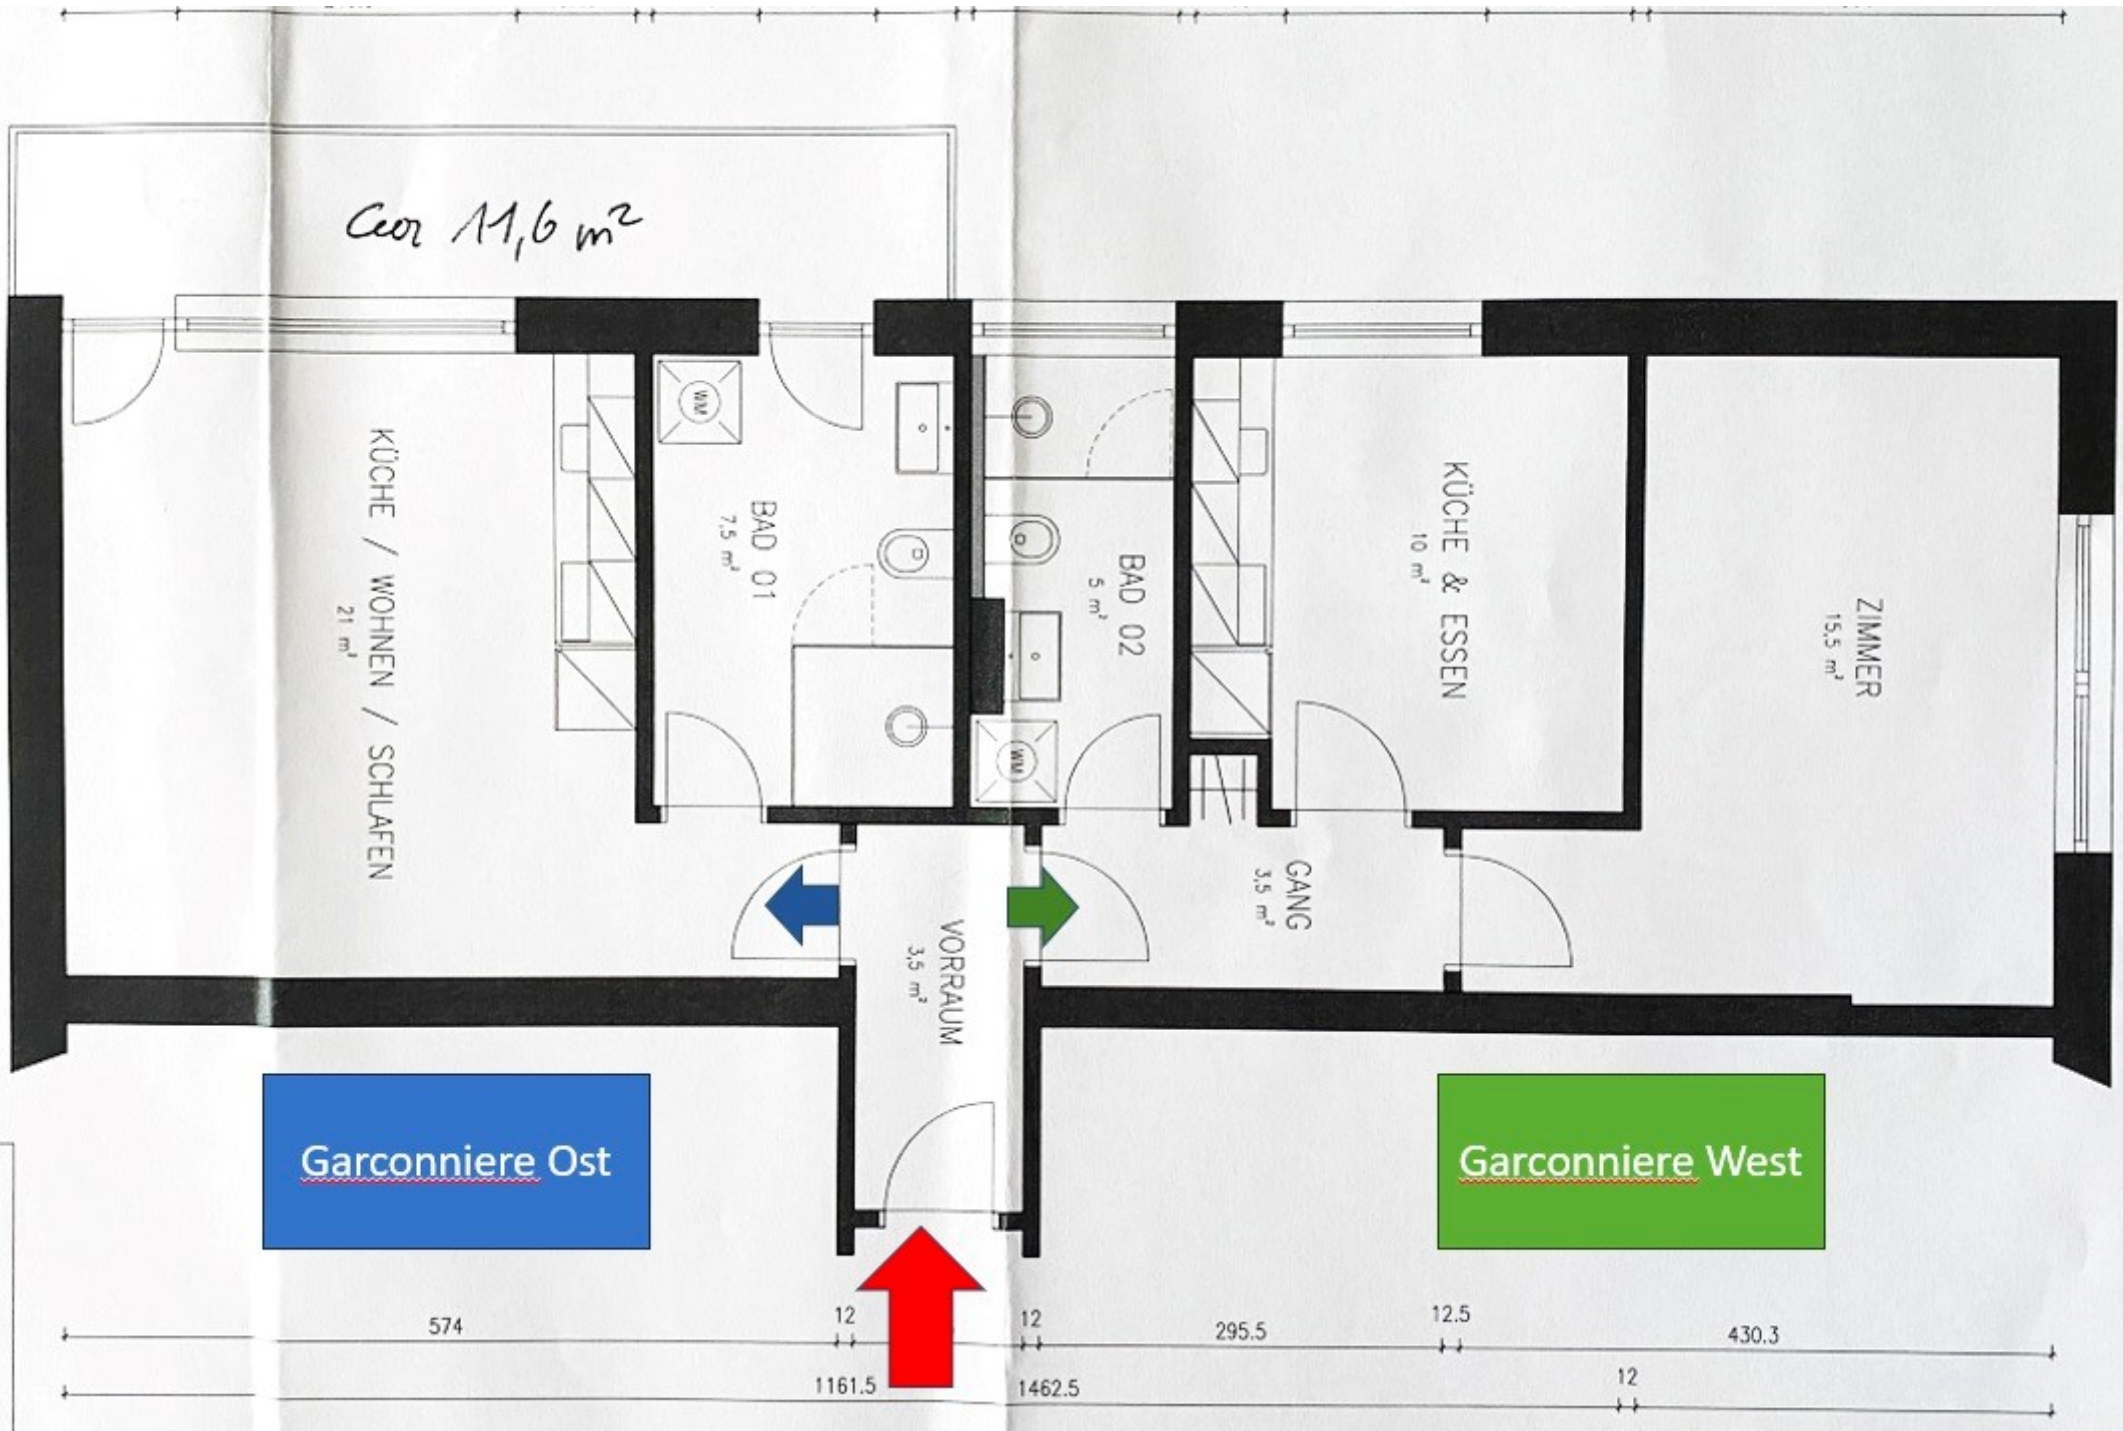 11,6 m²
KÜCHE / WOHNEN / SCHLAFEN
21 m²
BAD 01
7,5 m²
WM
BAD 02
5 m²
WM
KÜCHE & ESSEN
10 m²
ZIMMER
15,5 m²
GANG
3,5 m²
VORRAUM
3,5 m²
Garconniere Ost
Garconniere West
574
12
12
295.5
12.5
430.3
1161.5
1462.5
12